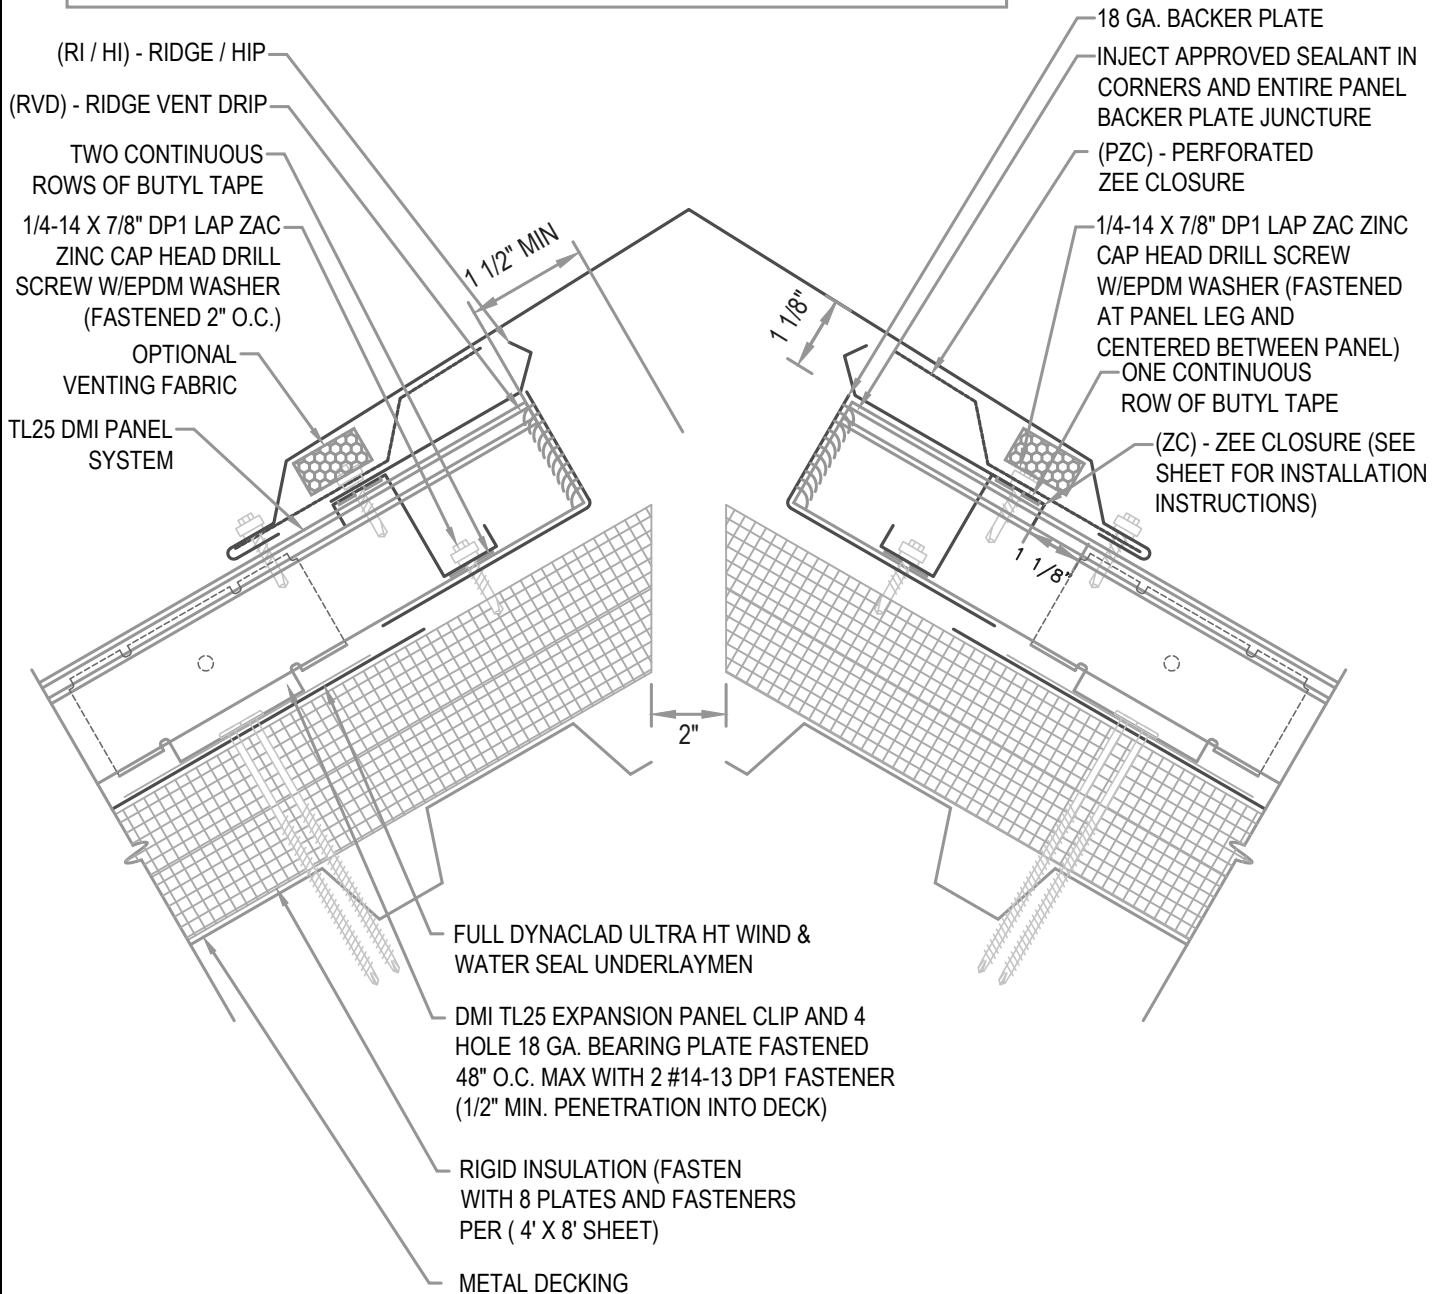 (RI / HI) - RIDGE / HIP
(RVD) - RIDGE VENT DRIP
TWO CONTINUOUS
ROWS OF BUTYL TAPE
1/4-14 X 7/8" DP1 LAP ZAC
ZINC CAP HEAD DRILL
SCREW W/EPDM WASHER
(FASTENED 2" O.C.)
OPTIONAL
VENTING FABRIC
TL25 DMI PANEL
SYSTEM
1 1/2" MIN
1 1/8"
18 GA. BACKER PLATE
INJECT APPROVED SEALANT IN
CORNERS AND ENTIRE PANEL
BACKER PLATE JUNCTURE
(PZC) - PERFORATED
ZEE CLOSURE
1/4-14 X 7/8" DP1 LAP ZAC ZINC
CAP HEAD DRILL SCREW
W/EPDM WASHER (FASTENED
AT PANEL LEG AND
CENTERED BETWEEN PANEL)
ONE CONTINUOUS
ROW OF BUTYL TAPE
(ZC) - ZEE CLOSURE (SEE
SHEET FOR INSTALLATION
INSTRUCTIONS)
1 1/8"
2"
FULL DYNACLAD ULTRA HT WIND &
WATER SEAL UNDERLAYMEN
DMI TL25 EXPANSION PANEL CLIP AND 4
HOLE 18 GA. BEARING PLATE FASTENED
48" O.C. MAX WITH 2 #14-13 DP1 FASTENER
(1/2" MIN. PENETRATION INTO DECK)
RIGID INSULATION (FASTEN
WITH 8 PLATES AND FASTENERS
PER ( 4' X 8' SHEET)
METAL DECKING